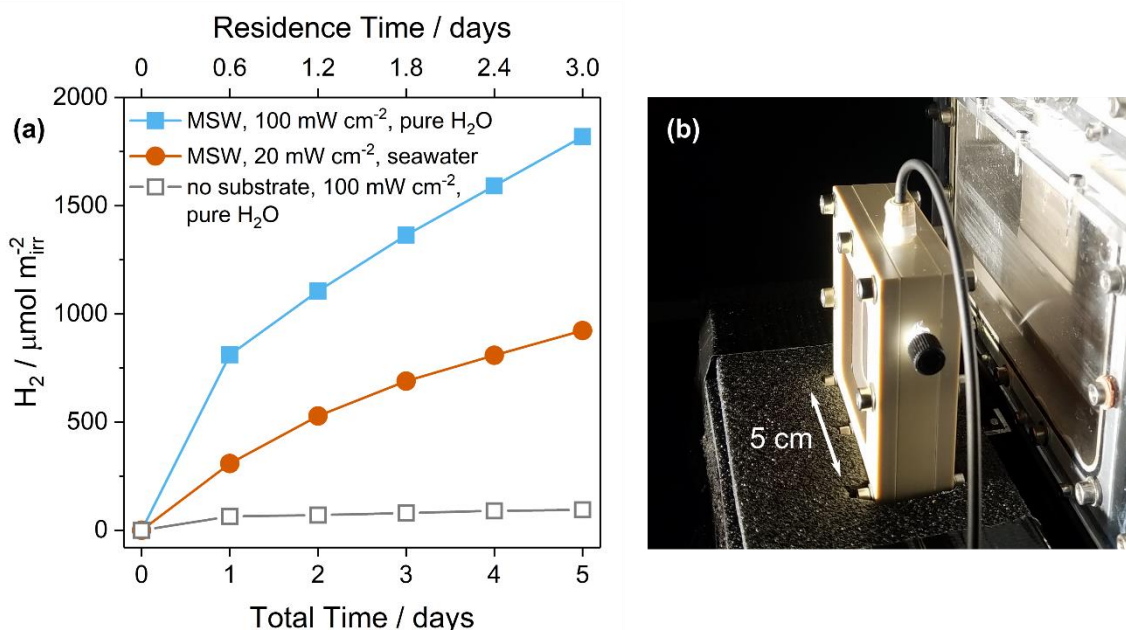 Residence Time / days
0 0.6 1.2 1.8 2.4 3.0
(a)
MSW, 100 mW cm⁻², pure H₂O
MSW, 20 mW cm⁻², seawater
no substrate, 100 mW cm⁻²,
pure H₂O
2000
1500
1000
500
0
H₂ / μmol m⁻²irr
0 1 2 3 4 5
Total Time / days
(b)
5 cm